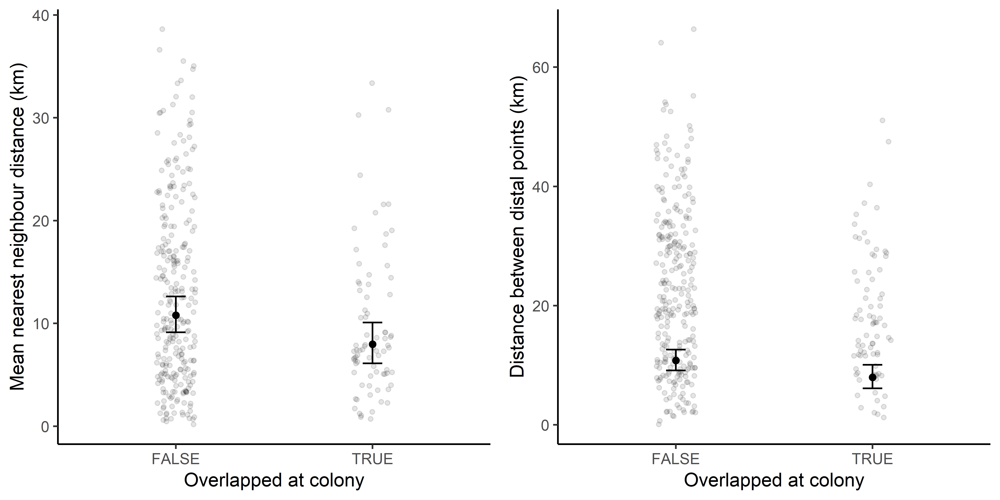 Mean nearest neighbour distance (km)
40
30
20
10
0
FALSE
TRUE
Overlapped at colony
Distance between distal points (km)
60
40
20
0
FALSE
TRUE
Overlapped at colony